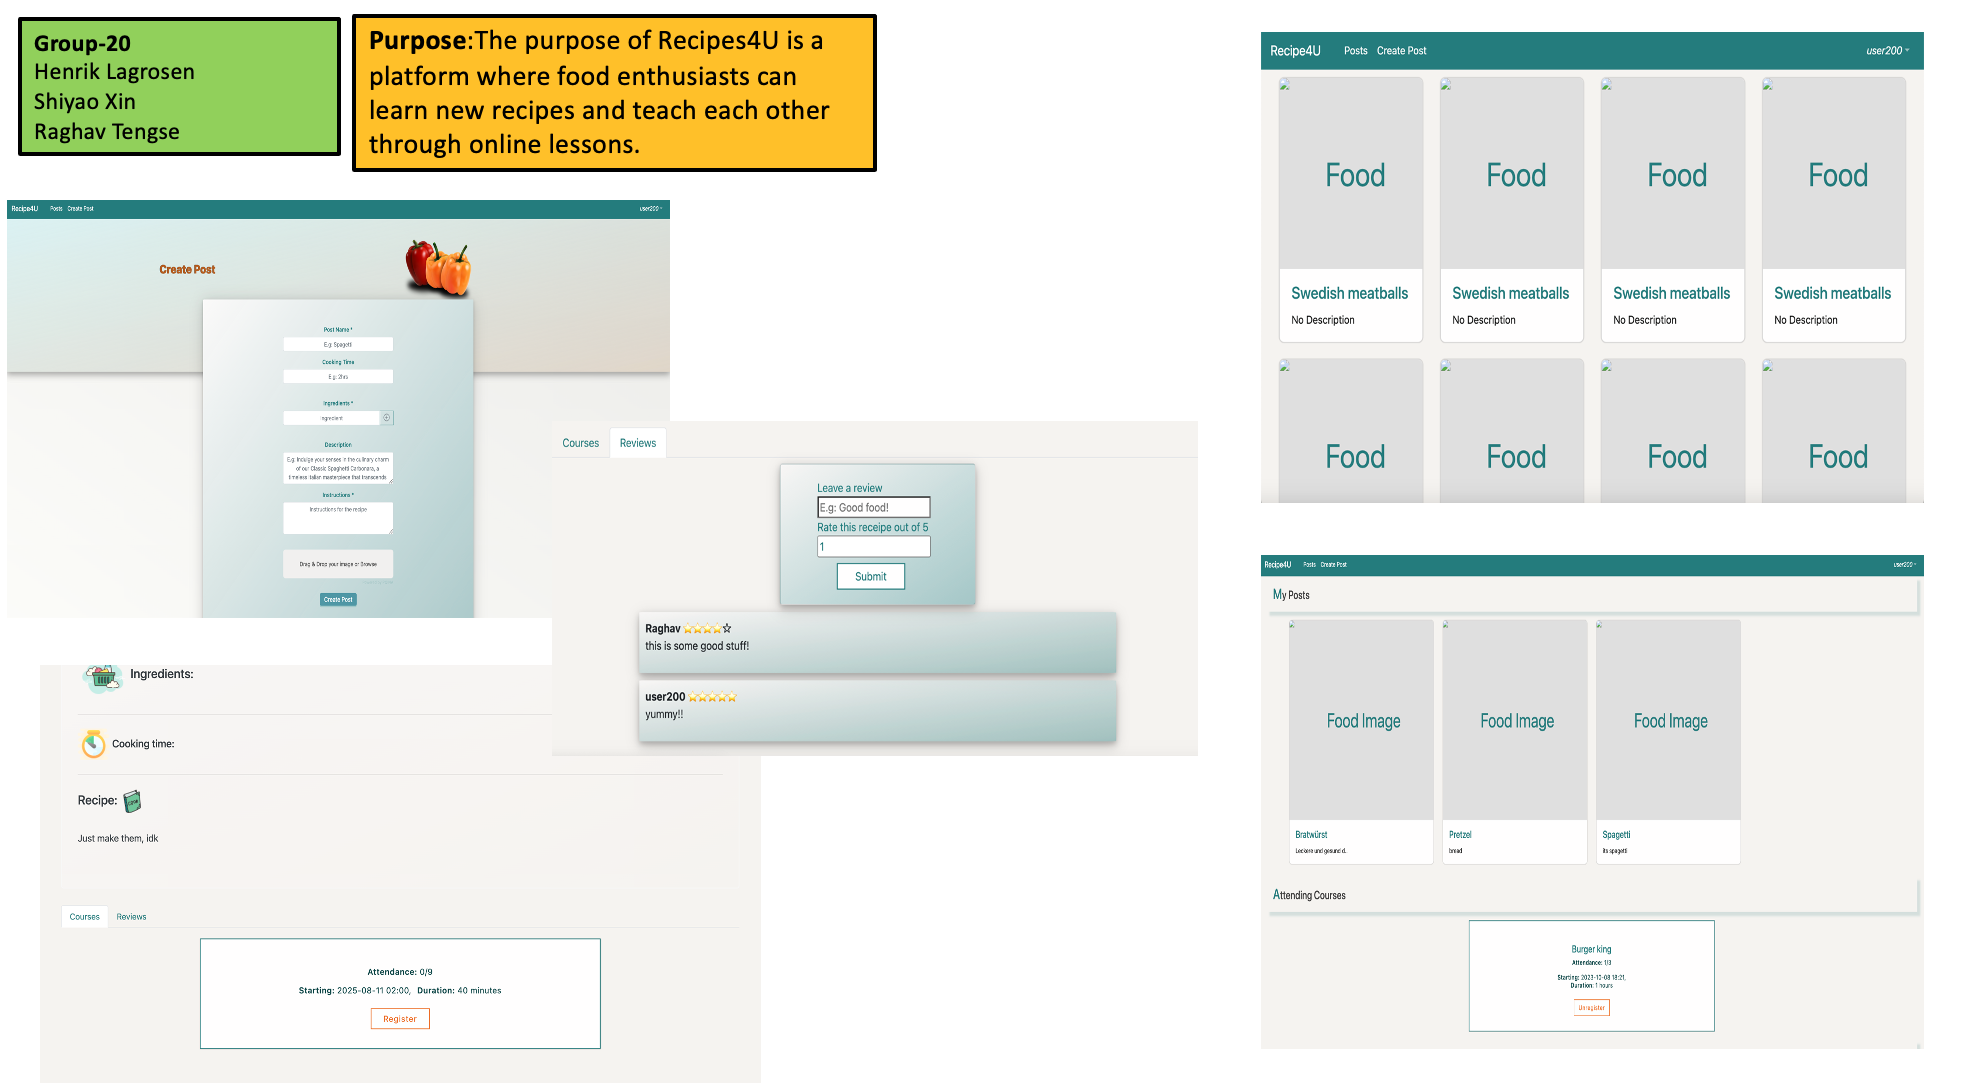 Group-20
Henrik Lagrosen
Shiyao Xin
Raghav Tengse
Purpose:The purpose of Recipes4U is a
platform where food enthusiasts can
learn new recipes and teach each other
through online lessons.
Recipe4U Posts Create Post user200
Create Post
Post Name *
E.g: Spagetti
Cooking Time
E.g: 2hrs
Ingredients *
Ingredient
Description
E.g: Indulge your senses in the culinary charm
of our Classic Spaghetti Carbonara, a
timeless Italian masterpiece that transcends
Instructions *
Instructions for the recipe
Drag & Drop your image or Browse
Create Post
Courses Reviews
Leave a review
E.g: Good food!
Rate this receipe out of 5
1
Submit
Raghav
this is some good stuff!
user200
yummy!!
Ingredients:
Cooking time:
Recipe:
Just make them, idk
Courses Reviews
Attendance: 0/9
Starting: 2025-08-11 02:00, Duration: 40 minutes
Register
Recipe4U Posts Create Post user200
Food Food Food Food
Swedish meatballs Swedish meatballs Swedish meatballs Swedish meatballs
No Description No Description No Description No Description
Food Food Food Food
Recipe4U Posts Create Post user200
My Posts
Food Image Food Image Food Image
Bratwürst Pretzel Spagetti
Leckere und gesund d.. bread its spagetti
Attending Courses
Burger king
Attendance: 1/3
Starting: 2023-10-08 18:21,
Duration: 1 hours
Unregister